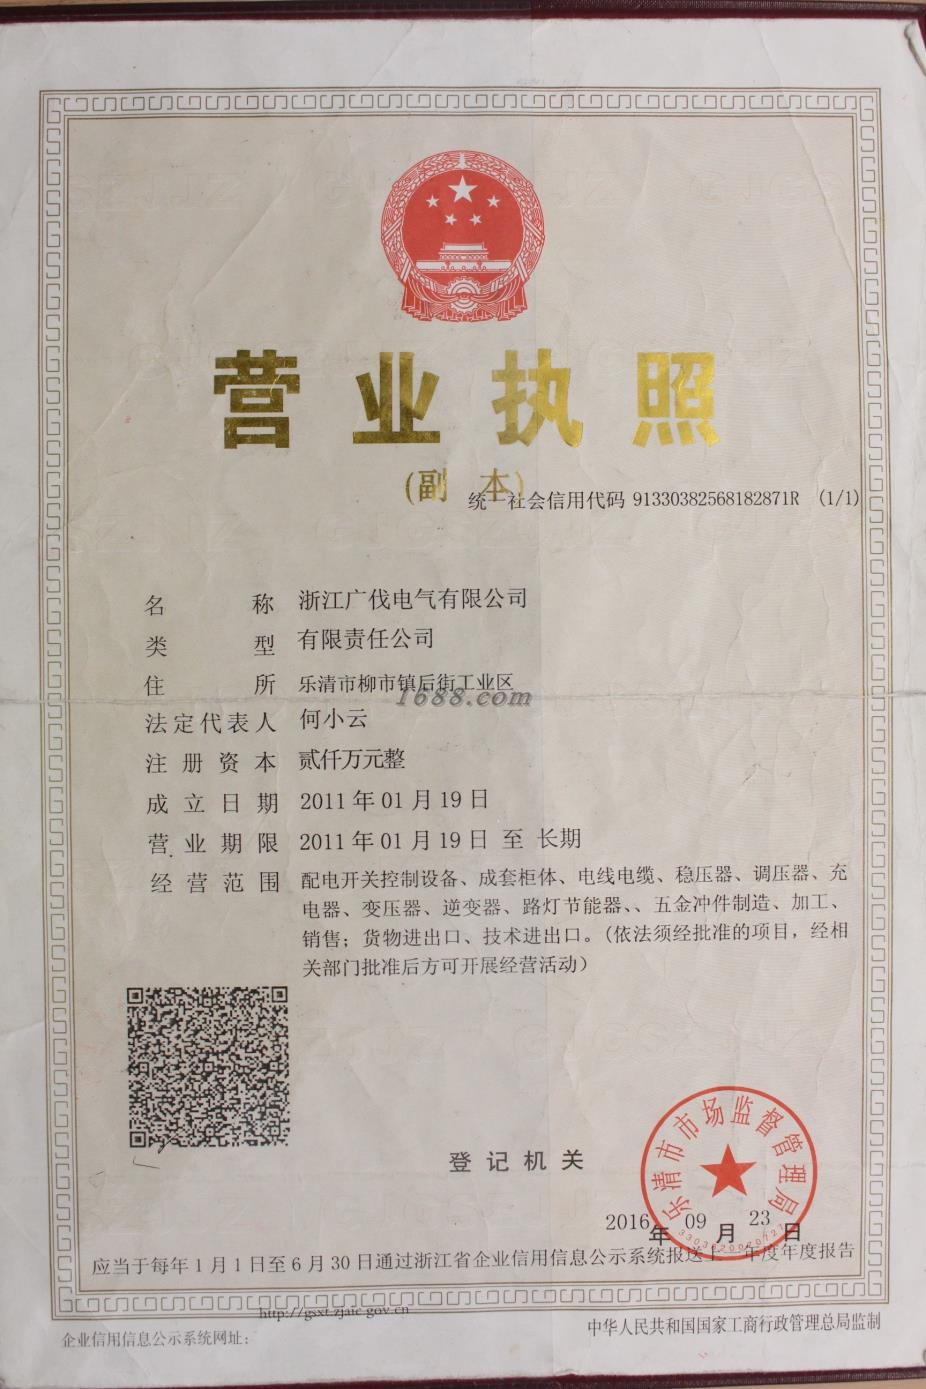 营业执照
(副 本)
统一社会信用代码 91330382568182871R (1/1)
名 称 浙江广伐电气有限公司
类 型 有限责任公司
住 所 乐清市柳市镇后街工业区
1688.com
法定代表人 何小云
注册资本 贰仟万元整
成立日期 2011年01月19日
营业期限 2011年01月19日 至 长期
经营范围 配电开关控制设备、成套柜体、电线电缆、稳压器、调压器、充
电器、变压器、逆变器、路灯节能器、、五金冲件制造、加工、
销售；货物进出口、技术进出口。(依法须经批准的项目，经相
关部门批准后方可开展经营活动)
登记机关
乐清市市场监督管理局
2016年09月23日
应当于每年1月1日至6月30日通过浙江省企业信用信息公示系统报送上一年度年度报告
http://gsxt.zjaic.gov.cn
企业信用信息公示系统网址：
中华人民共和国国家工商行政管理总局监制